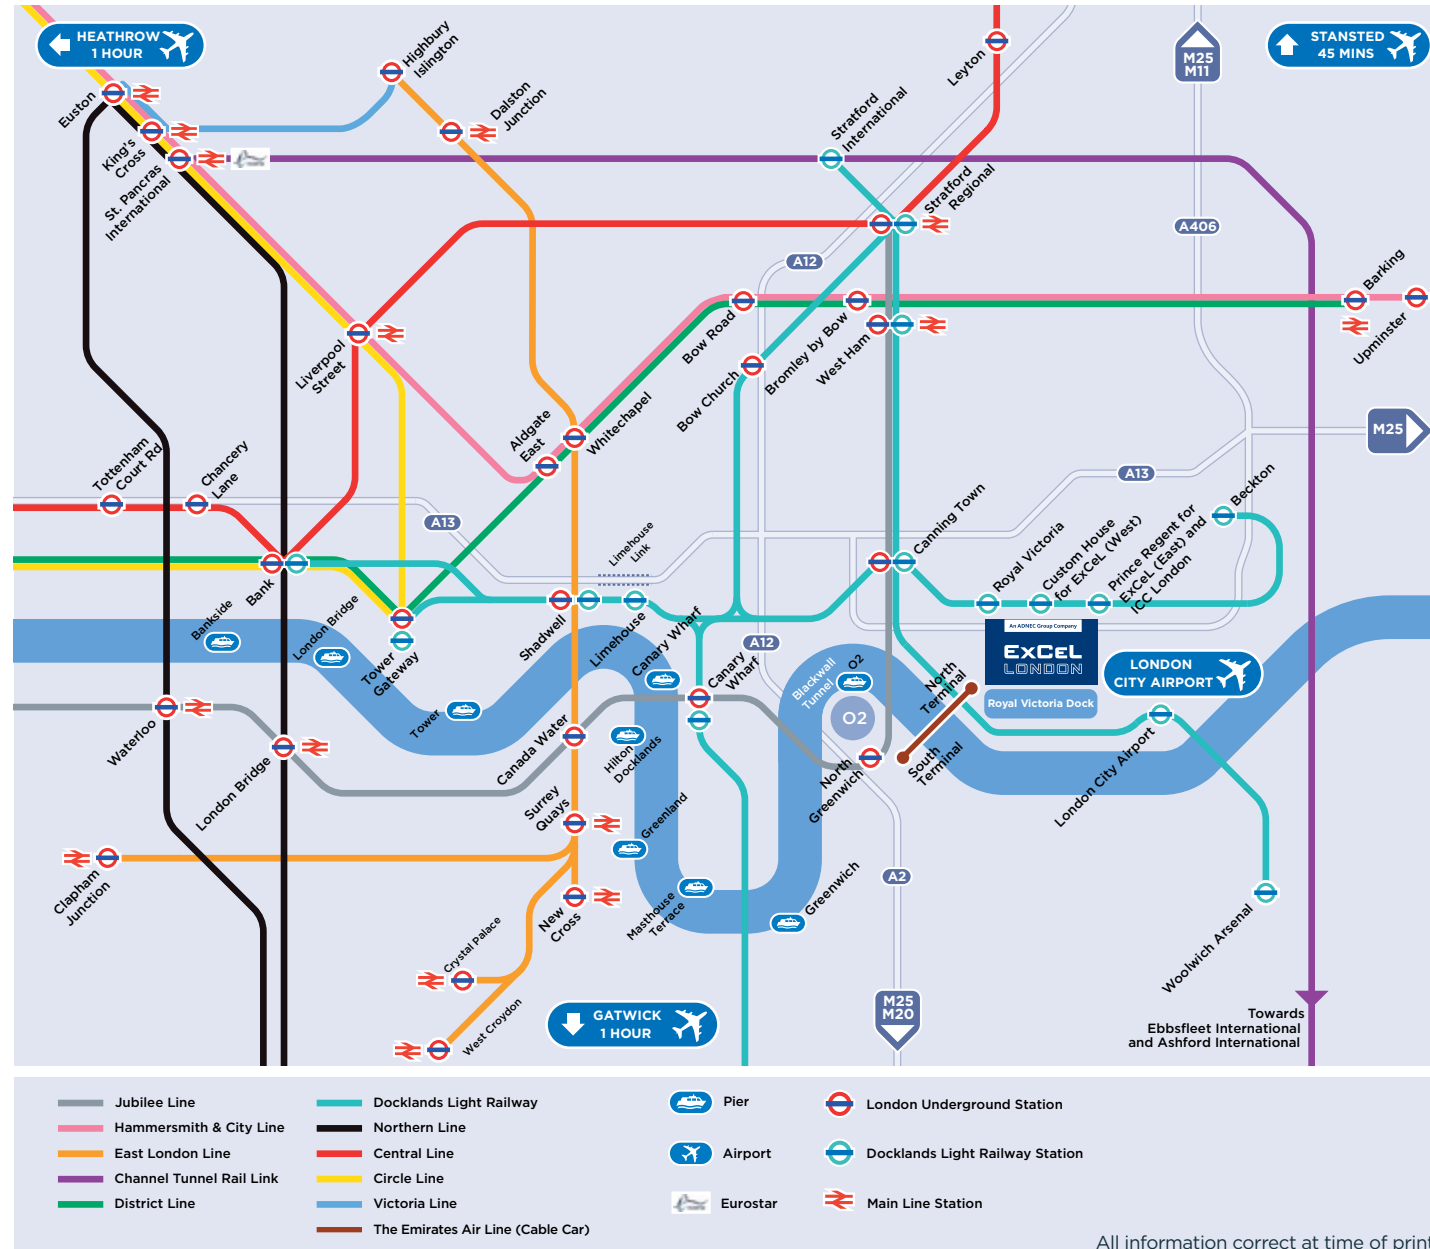 HEATHROW
1 HOUR
STANSTED
45 MINS
M25
M11
Highbury
Islington
Leyton
Euston
King's
Cross
St. Pancras
International
Dalston
Junction
Stratford
International
Stratford
Regional
A406
A12
Barking
Upminster
Liverpool
Street
Bow Road
Bromley by Bow
West Ham
Bow Church
Aldgate
East
Whitechapel
M25
Tottenham
Court Rd
Chancery
Lane
A13
A13
Limehouse
Link
Canning Town
Beckton
Royal Victoria
Custom House
for ExCeL (West)
Prince Regent for
ExCeL (East) and
ICC London
Bank
Bankside
London Bridge
Tower
Gateway
Shadwell
Limehouse
Canary Wharf
Canary
Wharf
A12
Blackwall
Tunnel
O2
O2
An ADNEC Group Company
ExCeL
LONDON
Royal Victoria Dock
LONDON
CITY AIRPORT
North
Terminal
South
Terminal
Tower
Waterloo
London Bridge
Canada Water
Hilton
Docklands
North
Greenwich
London City Airport
Surrey
Quays
Greenland
Clapham
Junction
New
Cross
Masthouse
Terrace
Greenwich
A2
Crystal Palace
West Croydon
Woolwich Arsenal
GATWICK
1 HOUR
M25
M20
Towards
Ebbsfleet International
and Ashford International
Jubilee Line
Hammersmith & City Line
East London Line
Channel Tunnel Rail Link
District Line
Docklands Light Railway
Northern Line
Central Line
Circle Line
Victoria Line
The Emirates Air Line (Cable Car)
Pier
Airport
Eurostar
London Underground Station
Docklands Light Railway Station
Main Line Station
All information correct at time of print